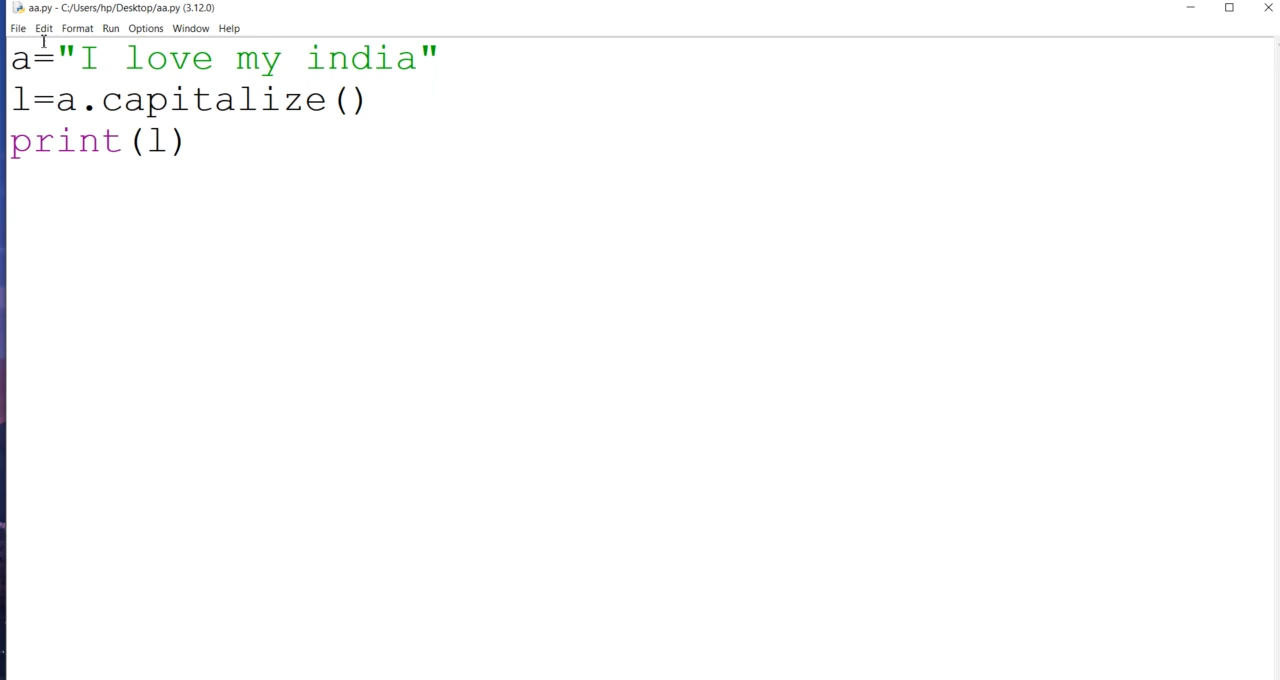 aa.py - C:/Users/hp/Desktop/aa.py (3.12.0)
File Edit Format Run Options Window Help
a="I love my india"
l=a.capitalize()
print(l)